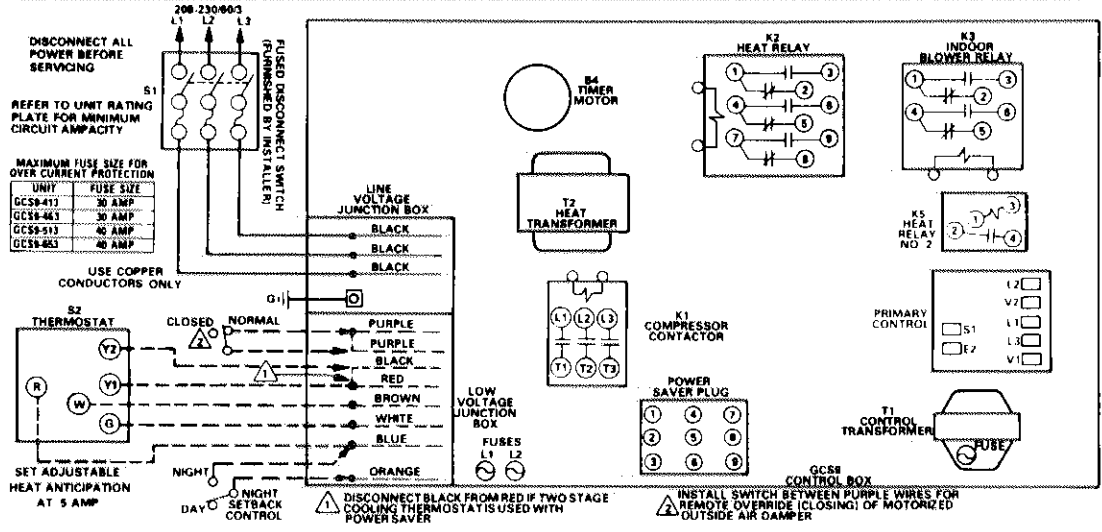 208-230/60/3
L1 L2 L3
DISCONNECT ALL
POWER BEFORE
SERVICING
S1
REFER TO UNIT RATING
PLATE FOR MINIMUM
CIRCUIT AMPACITY
FUSED DISCONNECT SWITCH
(FURNISHED BY INSTALLER)
MAXIMUM FUSE SIZE FOR
OVER CURRENT PROTECTION
UNIT FUSE SIZE
GCS9-413 30 AMP
GCS9-463 30 AMP
GCS9-513 40 AMP
GCS9-653 40 AMP
USE COPPER
CONDUCTORS ONLY
LINE
VOLTAGE
JUNCTION BOX
BLACK
BLACK
BLACK
G1
S2
THERMOSTAT
Y2
R
Y1
W
G
SET ADJUSTABLE
HEAT ANTICIPATION
AT 5 AMP
CLOSED
2
NORMAL
1
PURPLE
PURPLE
BLACK
RED
BROWN
WHITE
BLUE
ORANGE
NIGHT
DAY
NIGHT
SETBACK
CONTROL
LOW
VOLTAGE
JUNCTION
BOX
FUSES
L1 L2
B4
TIMER
MOTOR
T2
HEAT
TRANSFORMER
L1 L2 L3
T1 T2 T3
K1
COMPRESSOR
CONTACTOR
POWER
SAVER PLUG
1 4 7
2 5 8
3 6 9
K2
HEAT RELAY
1 3
2
4 6
5
7 9
8
K3
INDOOR
BLOWER RELAY
1 3
2
4 6
5
K5
HEAT
RELAY
NO. 2
3
1
2
4
PRIMARY
CONTROL
S1
E2
L2
V2
L1
L3
V1
T1
CONTROL
TRANSFORMER
FUSE
GCS9
CONTROL BOX
1 DISCONNECT BLACK FROM RED IF TWO STAGE
COOLING THERMOSTAT IS USED WITH
POWER SAVER
2 INSTALL SWITCH BETWEEN PURPLE WIRES FOR
REMOTE OVERRIDE (CLOSING) OF MOTORIZED
OUTSIDE AIR DAMPER